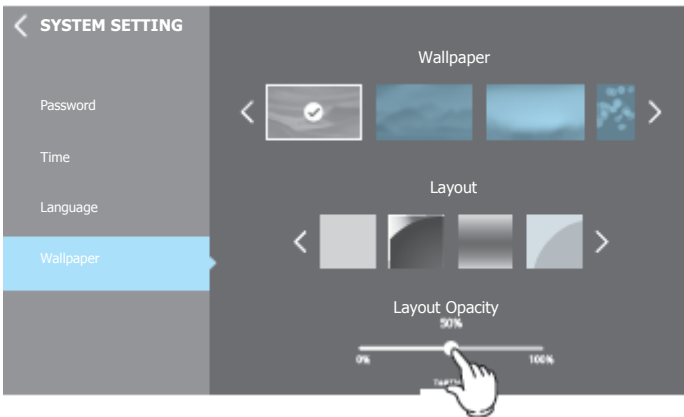 SYSTEM SETTING
Password
Time
Language
Wallpaper
Wallpaper
Layout
Layout Opacity
50%
0%
100%